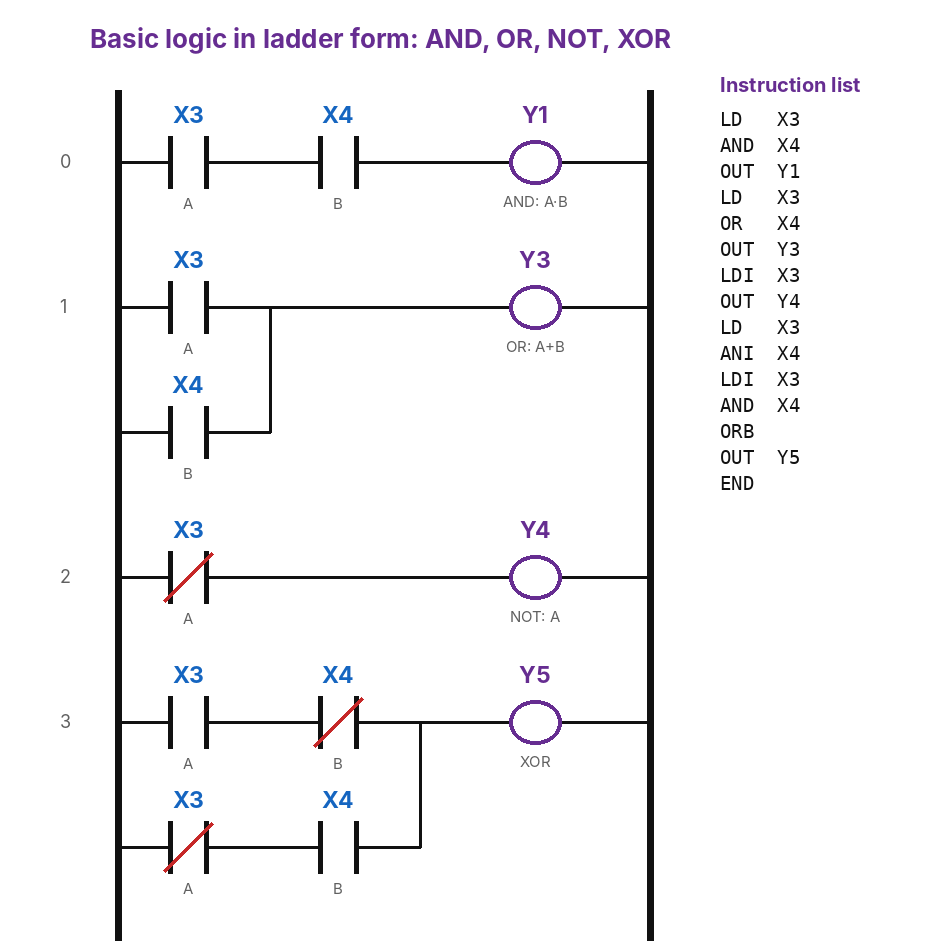 Basic logic in ladder form: AND, OR, NOT, XOR
X3 X4 Y1
0
A B AND: A·B
X3 Y3
1
A OR: A+B
X4
B
X3 Y4
2
A NOT: A
X3 X4 Y5
3
A B XOR
X3 X4
A B
Instruction list
LD X3
AND X4
OUT Y1
LD X3
OR X4
OUT Y3
LDI X3
OUT Y4
LD X3
ANI X4
LDI X3
AND X4
ORB
OUT Y5
END